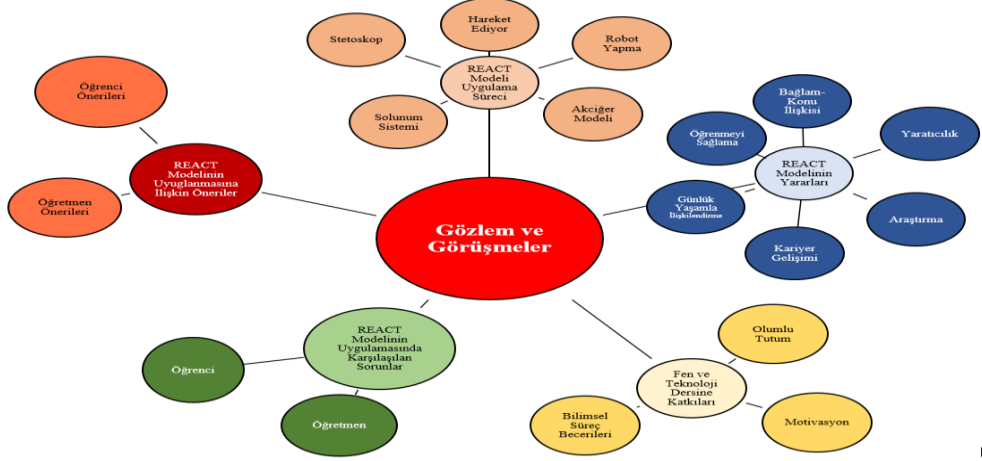 Hareket
Ediyor
Stetoskop
Robot
Yapma
REACT
Modeli
Uygulama
Süreci
Solunum
Sistemi
Akciğer
Modeli
Öğrenci
Önerileri
REACT
Modelinin
Uyuglanmasına
İlişkin Öneriler
Öğretmen
Önerileri
Bağlam-
Konu
İlişkisi
Öğrenmeyi
Sağlama
Yaratıcılık
REACT
Modelinin
Yararları
Günlük
Yaşamla
İlişkilendirme
Araştırma
Kariyer
Gelişimi
Gözlem ve
Görüşmeler
REACT
Modelinin
Uygulamasında
Karşılaşılan
Sorunlar
Öğrenci
Öğretmen
Olumlu
Tutum
Fen ve
Teknoloji
Dersine
Katkıları
Bilimsel
Süreç
Becerileri
Motivasyon